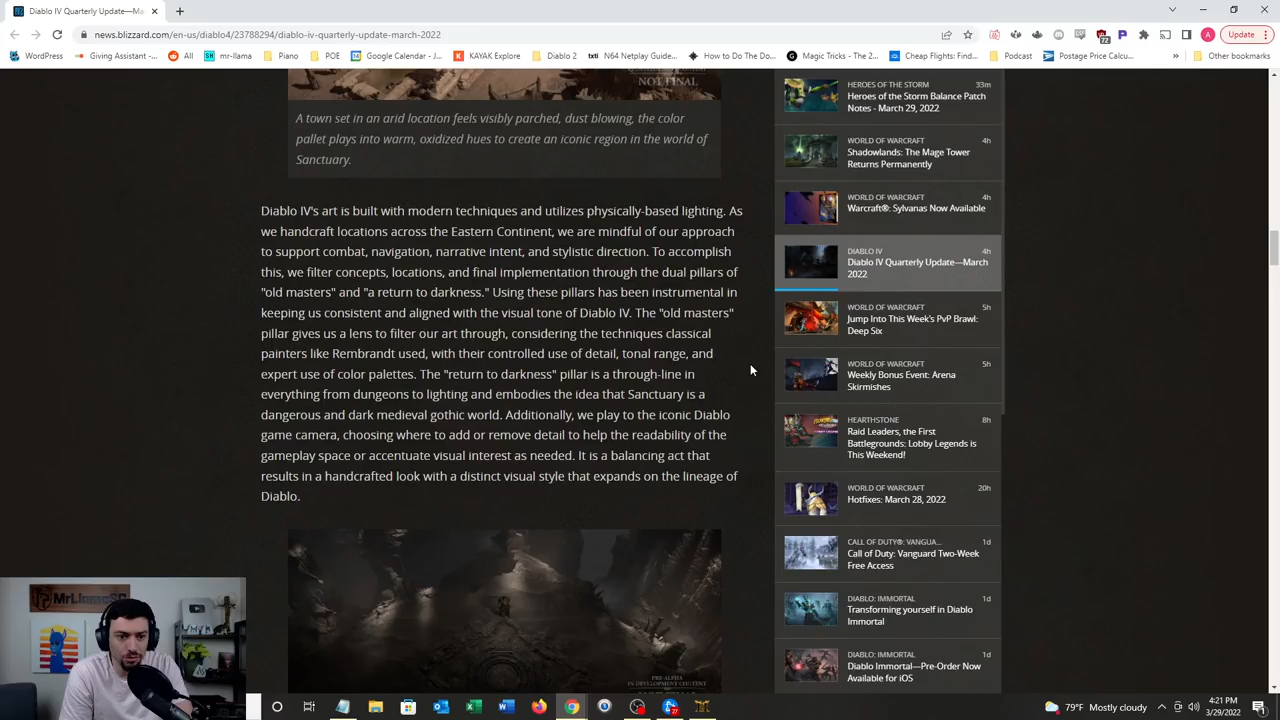 Diablo IV Quarterly Update—Ma
news.blizzard.com/en-us/diablo4/23788294/diablo-iv-quarterly-update-march-2022
Update
WordPress
Giving Assistant -...
All
mr-llama
Piano
POE
Google Calendar - J...
KAYAK Explore
Diablo 2
N64 Netplay Guide...
How to Do The Do...
Magic Tricks - The 2...
Cheap Flights: Find...
Podcast
Postage Price Calcu...
»
Other bookmarks
NOT FINAL
A town set in an arid location feels visibly parched, dust blowing, the color
pallet plays into warm, oxidized hues to create an iconic region in the world of
Sanctuary.
Diablo IV's art is built with modern techniques and utilizes physically-based lighting. As
we handcraft locations across the Eastern Continent, we are mindful of our approach
to support combat, navigation, narrative intent, and stylistic direction. To accomplish
this, we filter concepts, locations, and final implementation through the dual pillars of
"old masters" and "a return to darkness." Using these pillars has been instrumental in
keeping us consistent and aligned with the visual tone of Diablo IV. The "old masters"
pillar gives us a lens to filter our art through, considering the techniques classical
painters like Rembrandt used, with their controlled use of detail, tonal range, and
expert use of color palettes. The "return to darkness" pillar is a through-line in
everything from dungeons to lighting and embodies the idea that Sanctuary is a
dangerous and dark medieval gothic world. Additionally, we play to the iconic Diablo
game camera, choosing where to add or remove detail to help the readability of the
gameplay space or accentuate visual interest as needed. It is a balancing act that
results in a handcrafted look with a distinct visual style that expands on the lineage of
Diablo.
PRE-ALPHA
IN DEVELOPMENT CONTENT
HEROES OF THE STORM 33m
Heroes of the Storm Balance Patch
Notes - March 29, 2022
WORLD OF WARCRAFT 4h
Shadowlands: The Mage Tower
Returns Permanently
WORLD OF WARCRAFT 4h
Warcraft®: Sylvanas Now Available
DIABLO IV 4h
Diablo IV Quarterly Update—March
2022
WORLD OF WARCRAFT 5h
Jump Into This Week's PvP Brawl:
Deep Six
WORLD OF WARCRAFT 5h
Weekly Bonus Event: Arena
Skirmishes
HEARTHSTONE 8h
Raid Leaders, the First
Battlegrounds: Lobby Legends is
This Weekend!
WORLD OF WARCRAFT 20h
Hotfixes: March 28, 2022
CALL OF DUTY®: VANGUA... 1d
Call of Duty: Vanguard Two-Week
Free Access
DIABLO: IMMORTAL 1d
Transforming yourself in Diablo
Immortal
DIABLO: IMMORTAL 1d
Diablo Immortal—Pre-Order Now
Available for iOS
MrLlamaSC
79°F Mostly cloudy
4:21 PM
3/29/2022